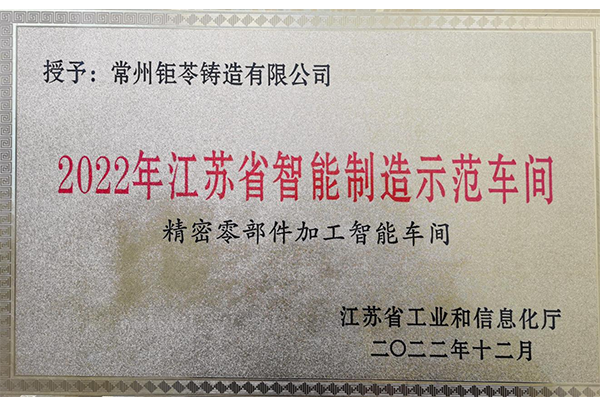 授予：常州钜苓铸造有限公司
2022年江苏省智能制造示范车间
精密零部件加工智能车间
江苏省工业和信息化厅
二〇二二年十二月